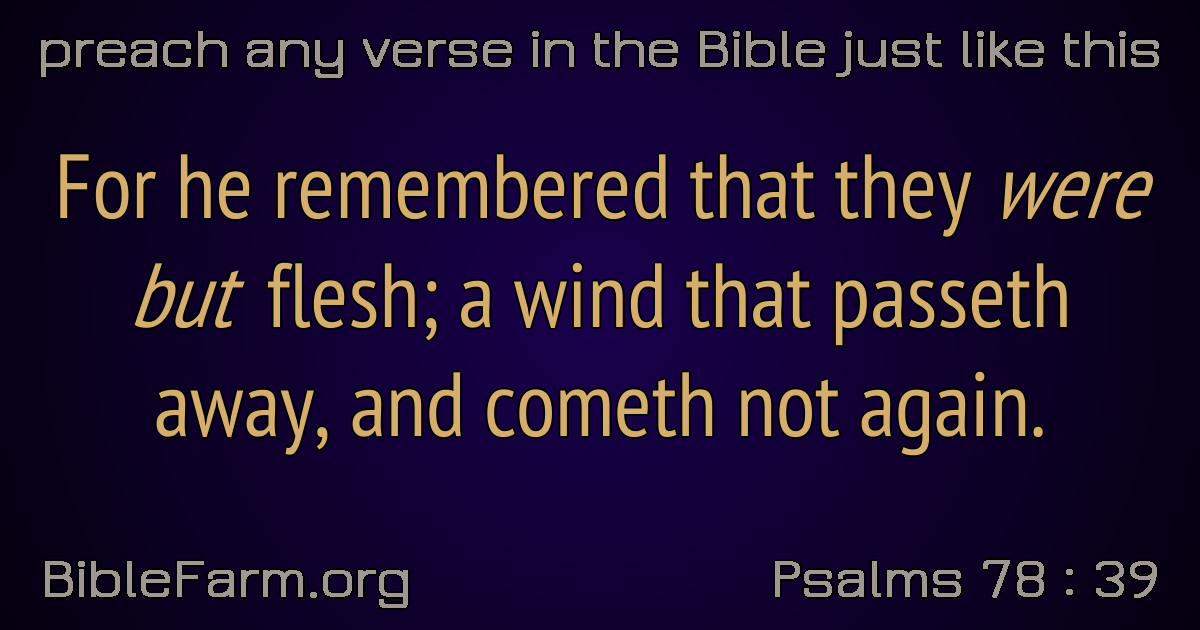 preach any verse in the Bible just like this
For he remembered that they were
but flesh; a wind that passeth
away, and cometh not again.
BibleFarm.org
Psalms 78 : 39